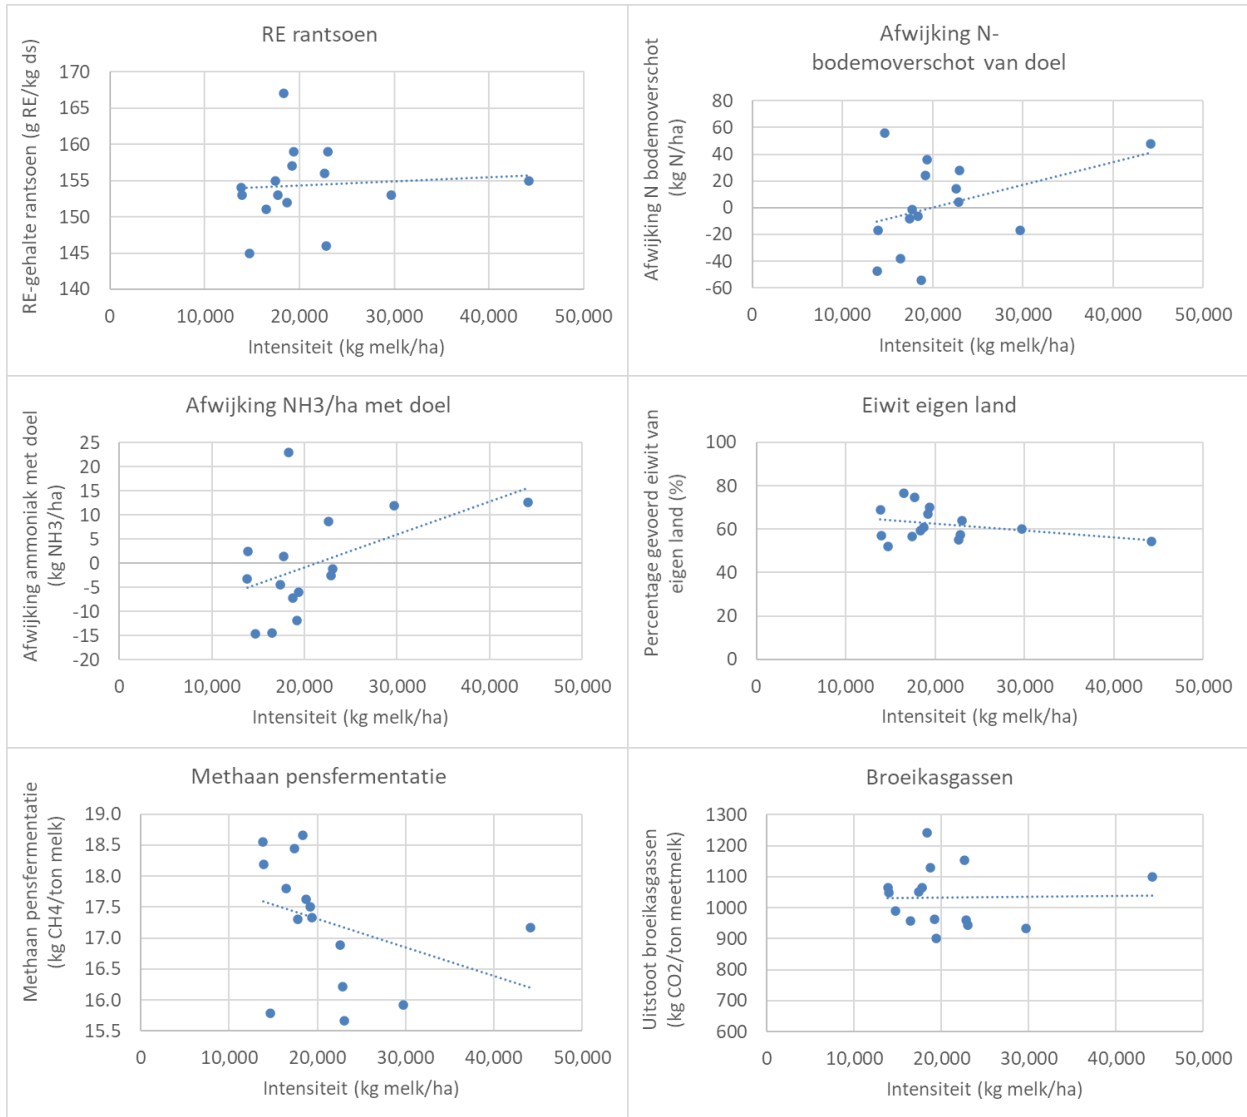 RE rantsoen
RE-gehalte rantsoen (g RE/kg ds)
170
165
160
155
150
145
140
0 10,000 20,000 30,000 40,000 50,000
Intensiteit (kg melk/ha)
Afwijking N-
bodemoverschot van doel
Afwijking N bodemoverschot
(kg N/ha)
80
60
40
20
0
-20
-40
-60
0 10,000 20,000 30,000 40,000 50,000
Intensiteit (kg melk/ha)
Afwijking NH3/ha met doel
Afwijking ammoniak met doel
(kg NH3/ha)
25
20
15
10
5
0
-5
-10
-15
-20
0 10,000 20,000 30,000 40,000 50,000
Intensiteit (kg melk/ha)
Eiwit eigen land
Percentage gevoerd eiwit van
eigen land (%)
100
80
60
40
20
0
0 10,000 20,000 30,000 40,000 50,000
Intensiteit (kg melk/ha)
Methaan pensfermentatie
Methaan pensfermentatie
(kg CH4/ton melk)
19.0
18.5
18.0
17.5
17.0
16.5
16.0
15.5
0 10,000 20,000 30,000 40,000 50,000
Intensiteit (kg melk/ha)
Broeikasgassen
Uitstoot broeikasgassen
(kg CO2/ton meetmelk)
1300
1200
1100
1000
900
800
700
600
0 10,000 20,000 30,000 40,000 50,000
Intensiteit (kg melk/ha)